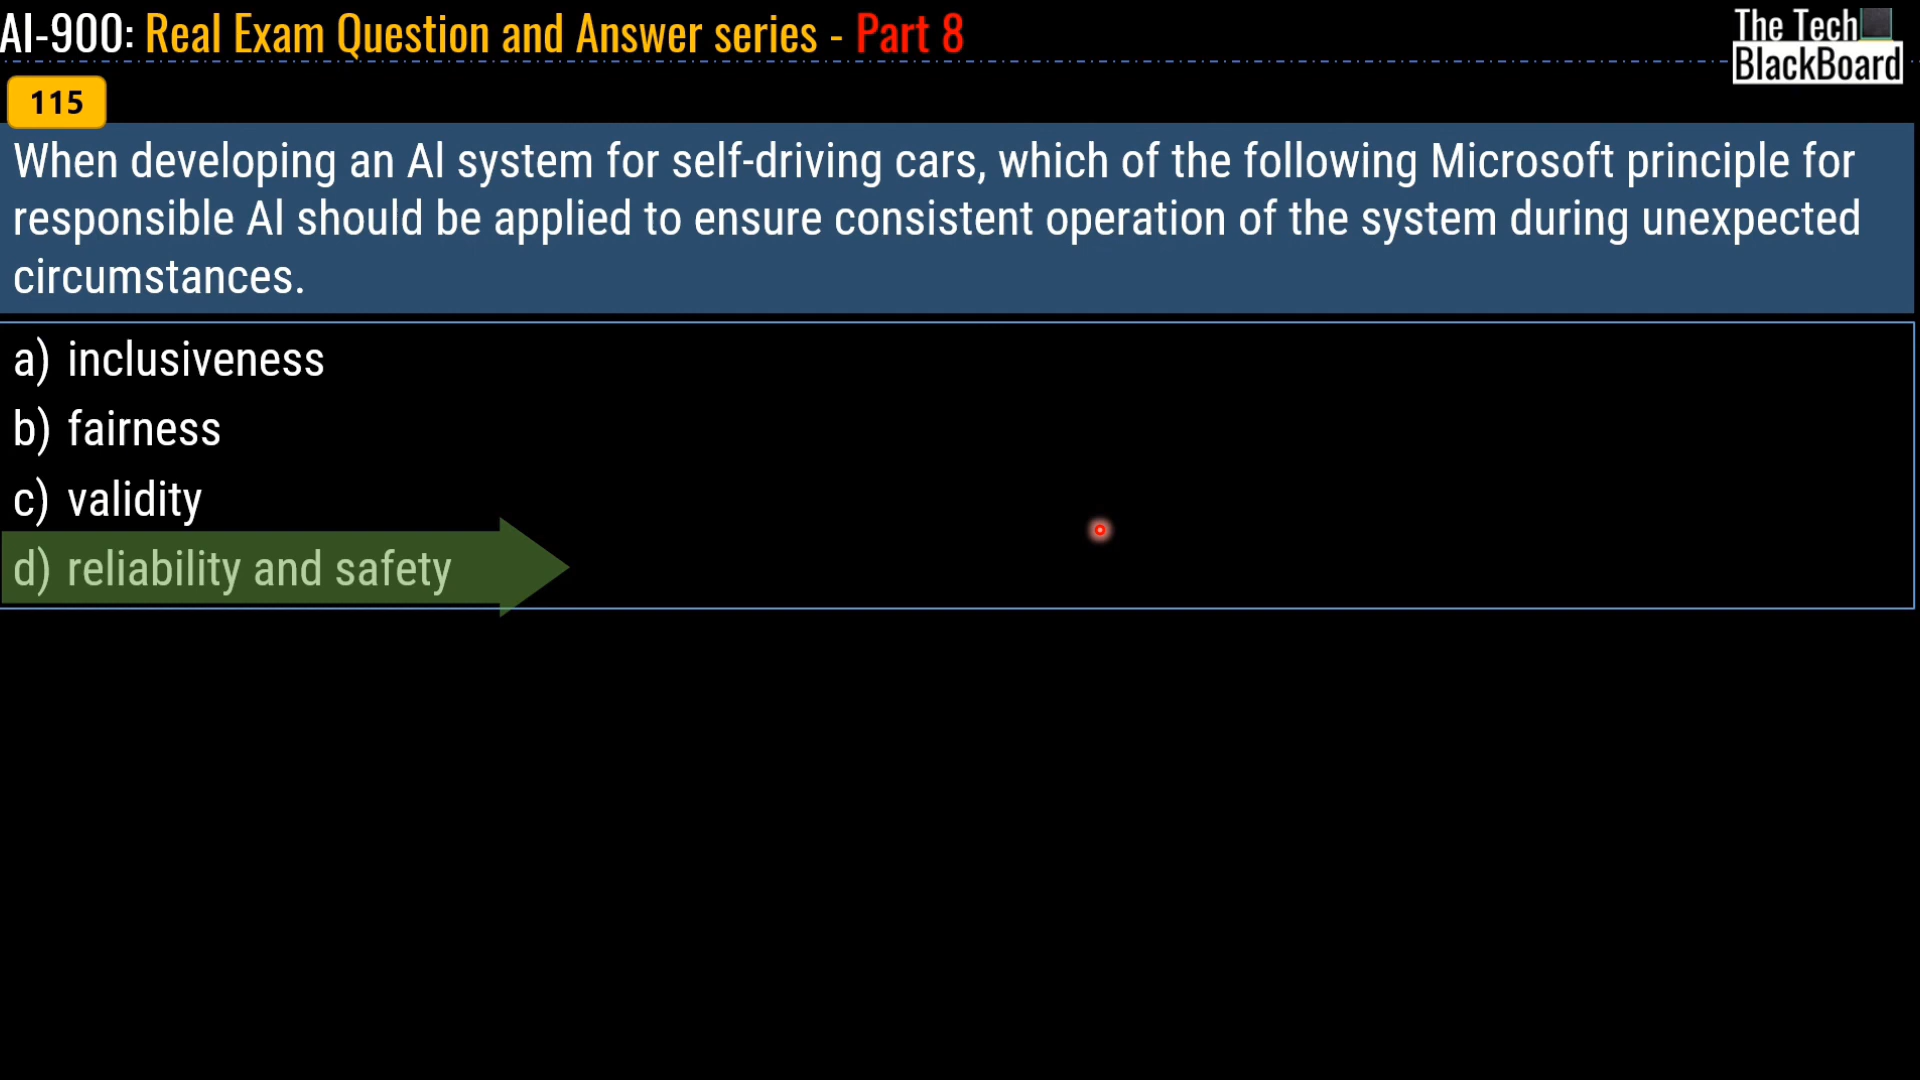 AI-900: Real Exam Question and Answer series - Part 8
The Tech
BlackBoard
115
When developing an Al system for self-driving cars, which of the following Microsoft principle for
responsible Al should be applied to ensure consistent operation of the system during unexpected
circumstances.
a) inclusiveness
b) fairness
c) validity
d) reliability and safety